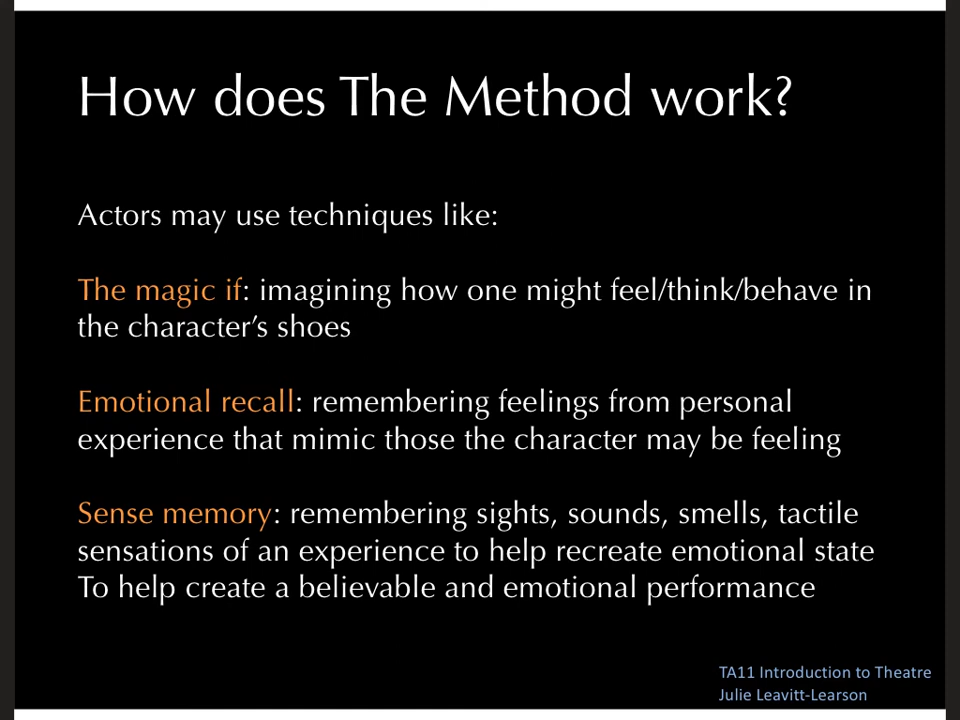 How does The Method work?
Actors may use techniques like:
The magic if: imagining how one might feel/think/behave in
the character’s shoes
Emotional recall: remembering feelings from personal
experience that mimic those the character may be feeling
Sense memory: remembering sights, sounds, smells, tactile
sensations of an experience to help recreate emotional state
To help create a believable and emotional performance
TA11 Introduction to Theatre
Julie Leavitt-Learson